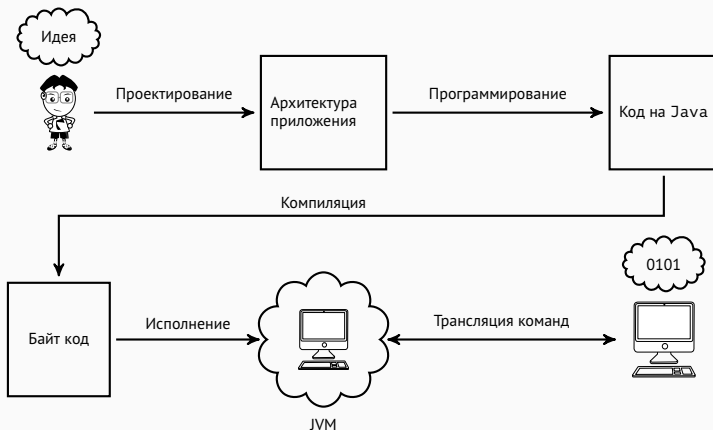 Идея
Проектирование
Архитектура
приложения
Программирование
Код на Java
Компиляция
0101
Байт код
Исполнение
Трансляция команд
JVM